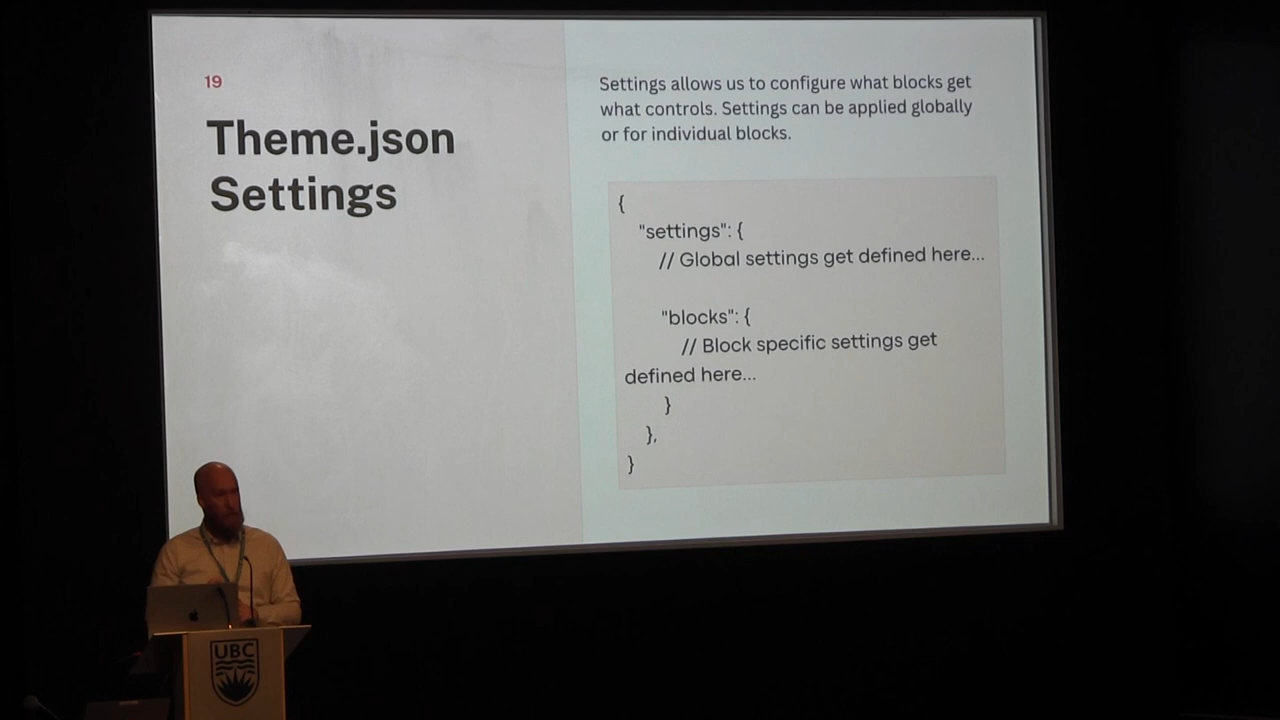 19
Theme.json
Settings
Settings allows us to configure what blocks get
what controls. Settings can be applied globally
or for individual blocks.
{
"settings": {
// Global settings get defined here...
"blocks": {
// Block specific settings get
defined here...
}
},
}
UBC